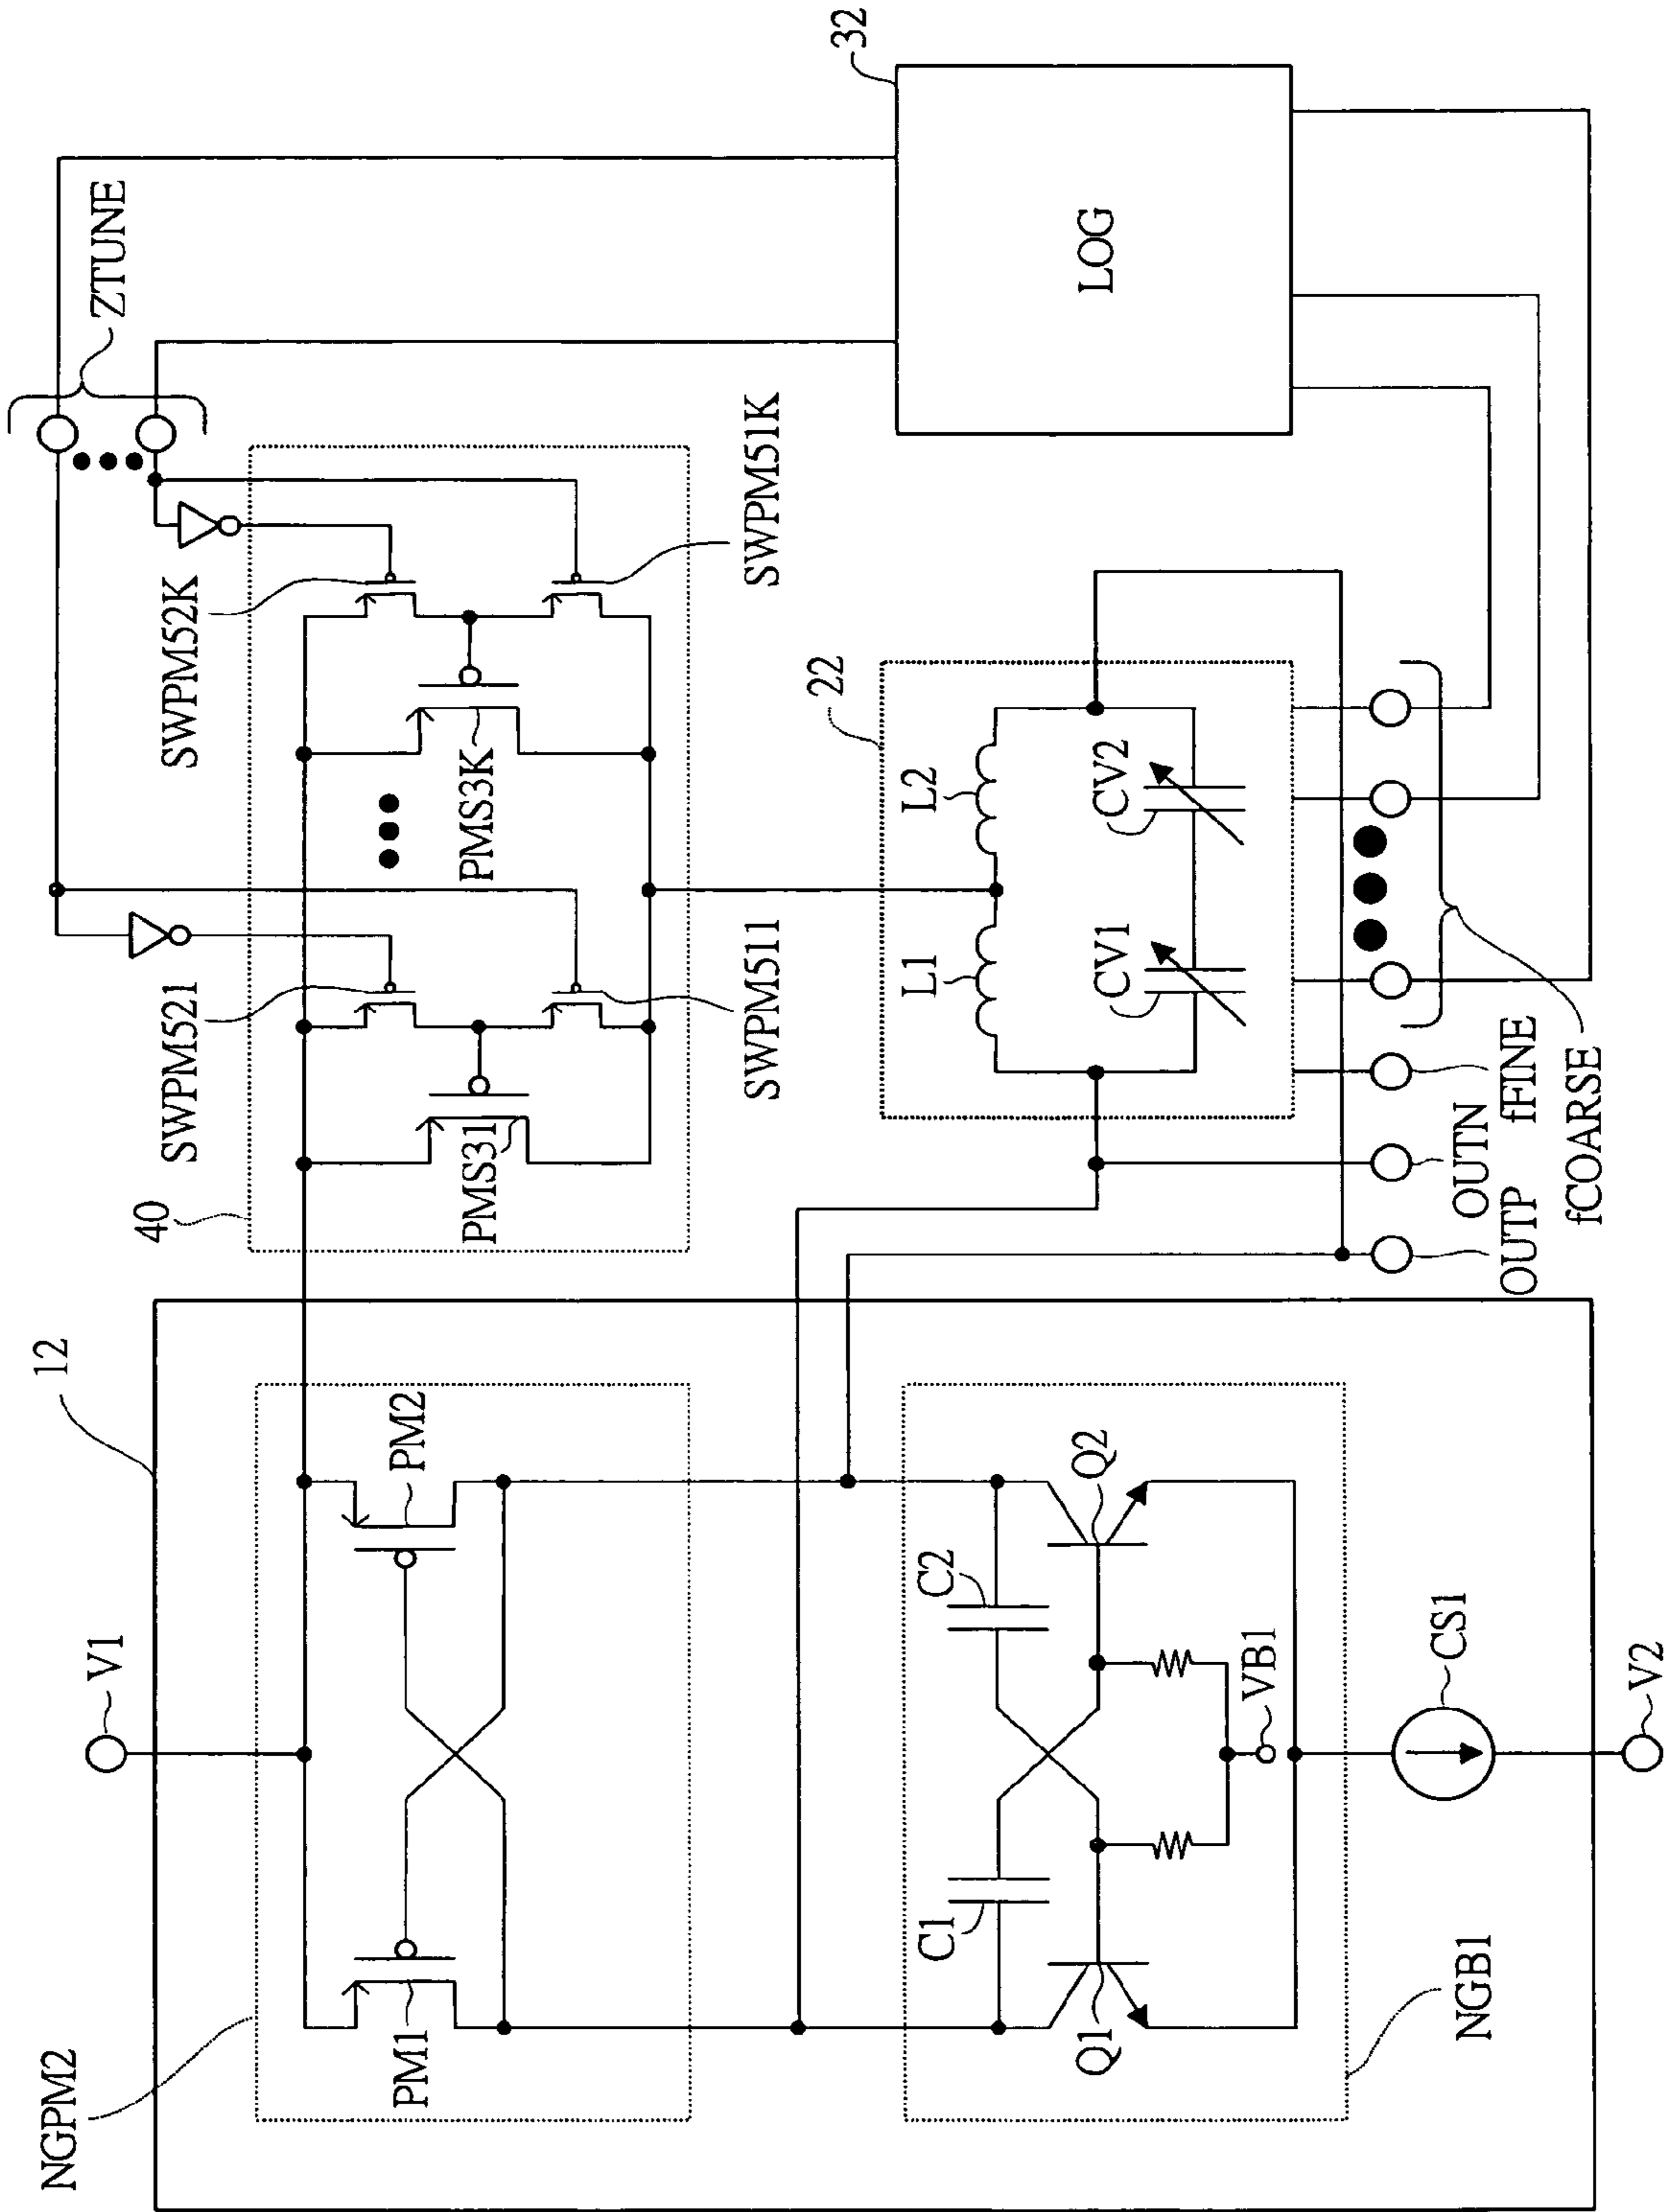 NGPM2
12
V1
40
SWPM521
SWPM52K
ZTUNE
32
PM1
PM2
PMS31
PMS3K
SWPM511
SWPM51K
LOG
22
L1
L2
CV1
CV2
C1
C2
Q1
Q2
VB1
NGB1
CS1
V2
OUTP
OUTN
fFINE
fCOARSE